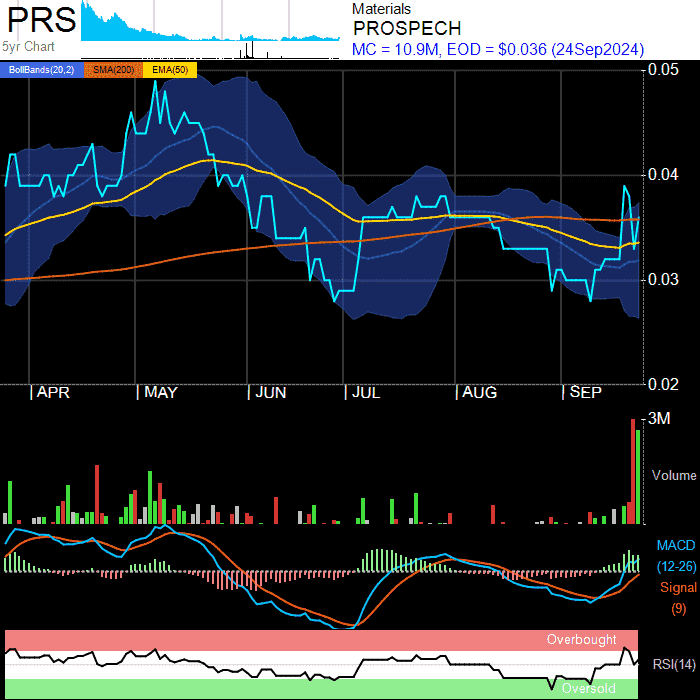 PRS
5yr Chart
Materials
PROSPECH
MC = 10.9M, EOD = $0.036 (24Sep2024)
BollBands(20,2) SMA(200) EMA(50)
0.05
0.04
0.03
0.02
APR MAY JUN JUL AUG SEP
3M
Volume
MACD
(12-26)
Signal
(9)
Overbought
RSI(14)
Oversold